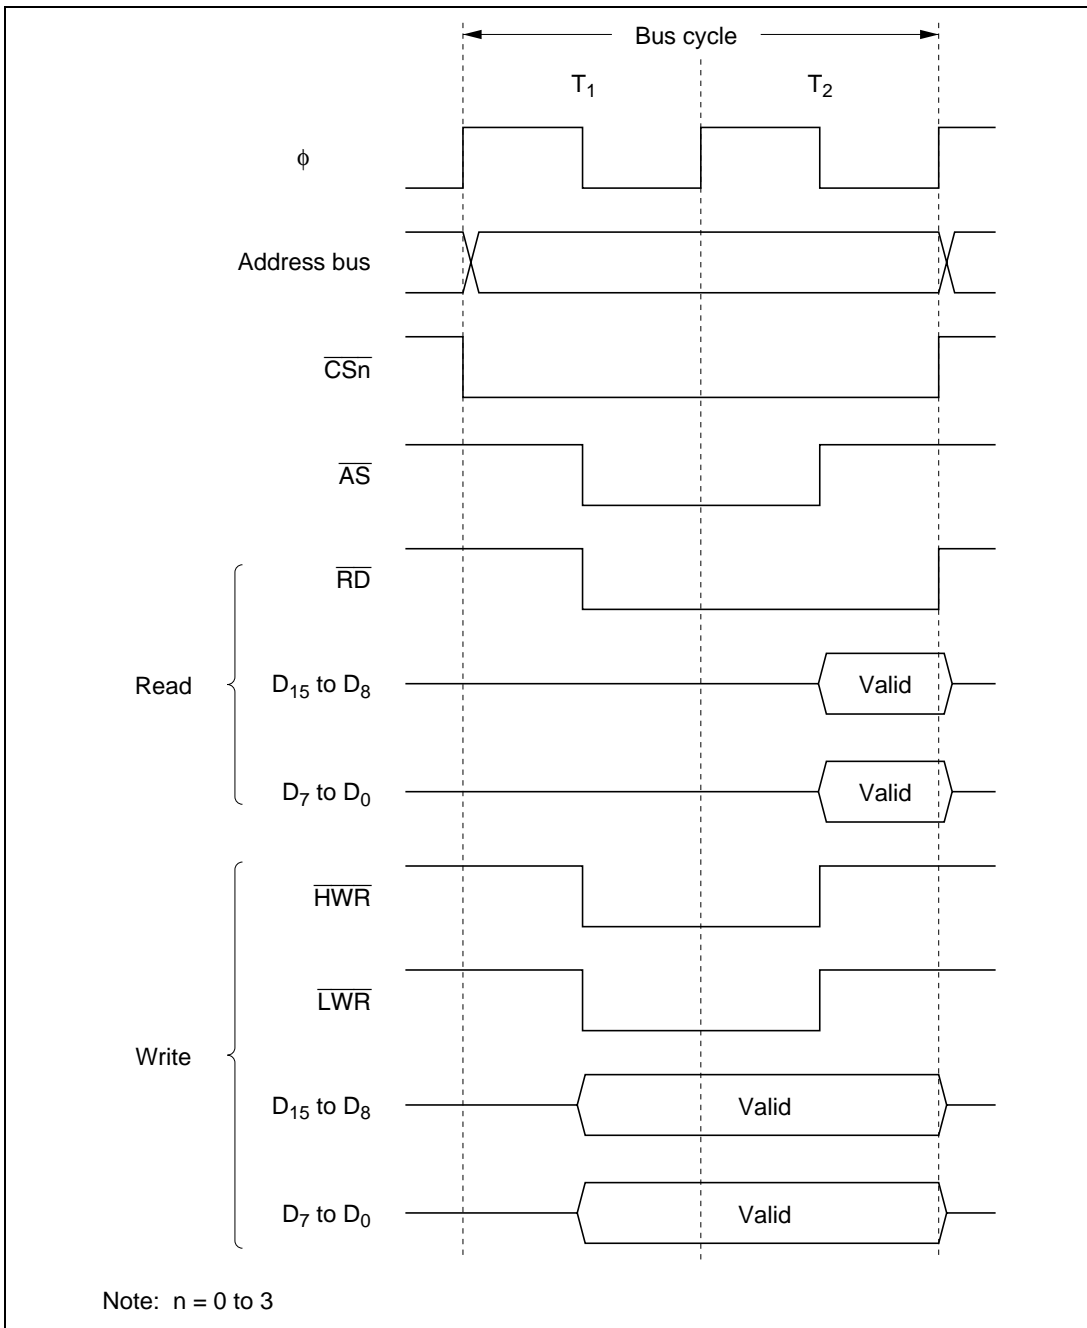 Bus cycle
T1 T2
ϕ
Address bus
CSn
AS
RD
Read
D15 to D8 Valid
D7 to D0 Valid
HWR
LWR
Write
D15 to D8 Valid
D7 to D0 Valid
Note: n = 0 to 3